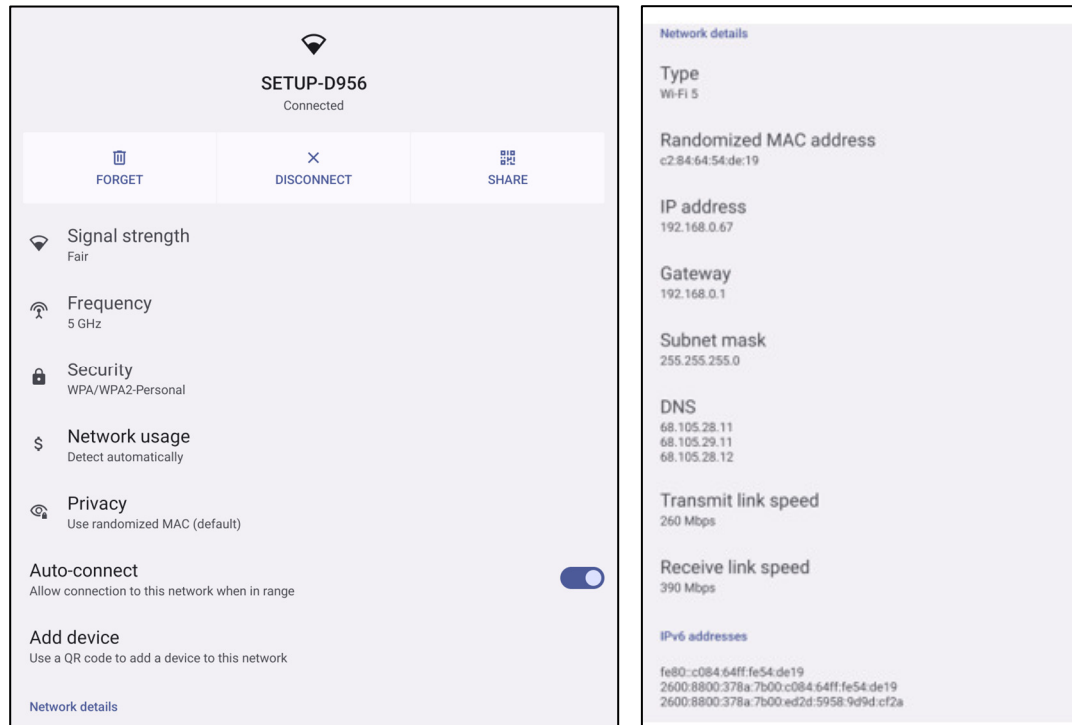 SETUP-D956
Connected
FORGET
DISCONNECT
SHARE
Signal strength
Fair
Frequency
5 GHz
Security
WPA/WPA2-Personal
Network usage
Detect automatically
Privacy
Use randomized MAC (default)
Auto-connect
Allow connection to this network when in range
Add device
Use a QR code to add a device to this network
Network details
Network details
Type
Wi-Fi 5
Randomized MAC address
c2:84:64:54:de:19
IP address
192.168.0.67
Gateway
192.168.0.1
Subnet mask
255.255.255.0
DNS
68.105.28.11
68.105.29.11
68.105.28.12
Transmit link speed
260 Mbps
Receive link speed
390 Mbps
IPv6 addresses
fe80::c084:64ff:fe54:de19
2600:8800:378a:7b00:c084:64ff:fe54:de19
2600:8800:378a:7b00:ed2d:5958:9d9d:cf2a